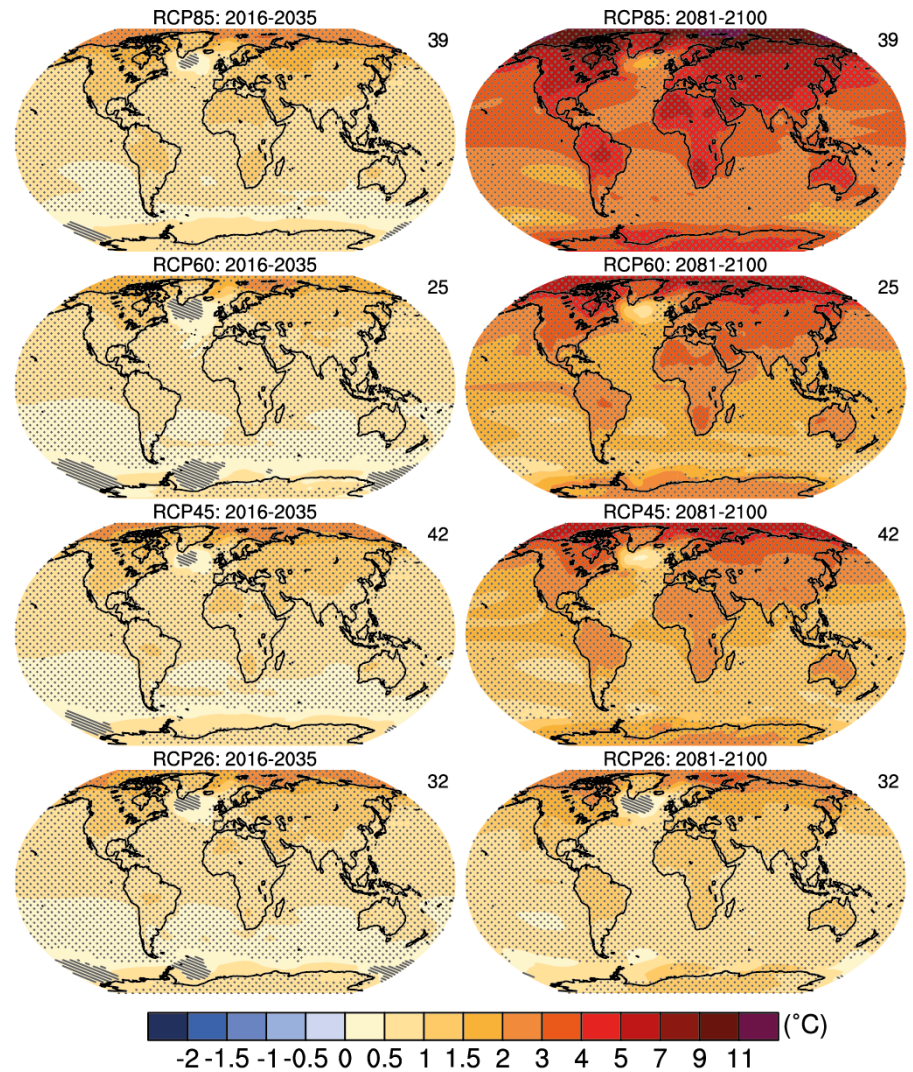 RCP85: 2016-2035
39
RCP85: 2081-2100
39
RCP60: 2016-2035
25
RCP60: 2081-2100
25
RCP45: 2016-2035
42
RCP45: 2081-2100
42
RCP26: 2016-2035
32
RCP26: 2081-2100
32
(°C)
-2 -1.5 -1 -0.5 0 0.5 1 1.5 2 3 4 5 7 9 11